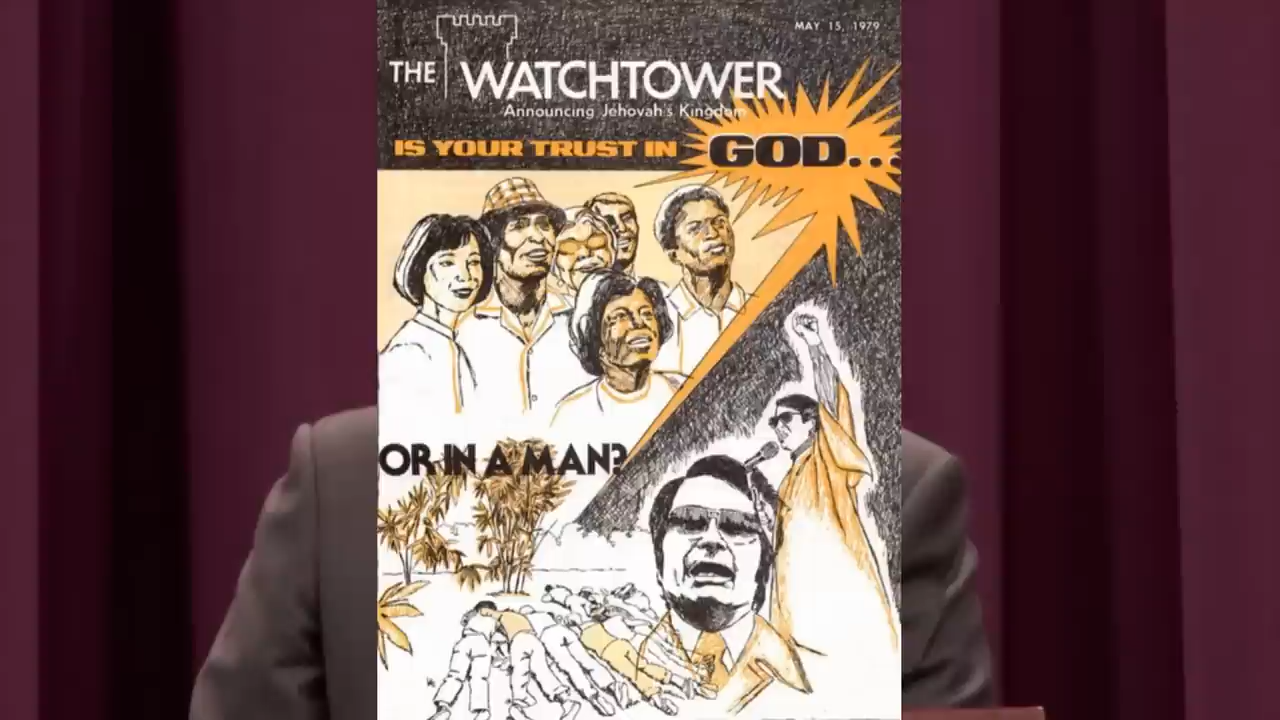 MAY 15, 1979
THE WATCHTOWER
Announcing Jehovah's Kingdom
IS YOUR TRUST IN GOD...
OR IN A MAN?